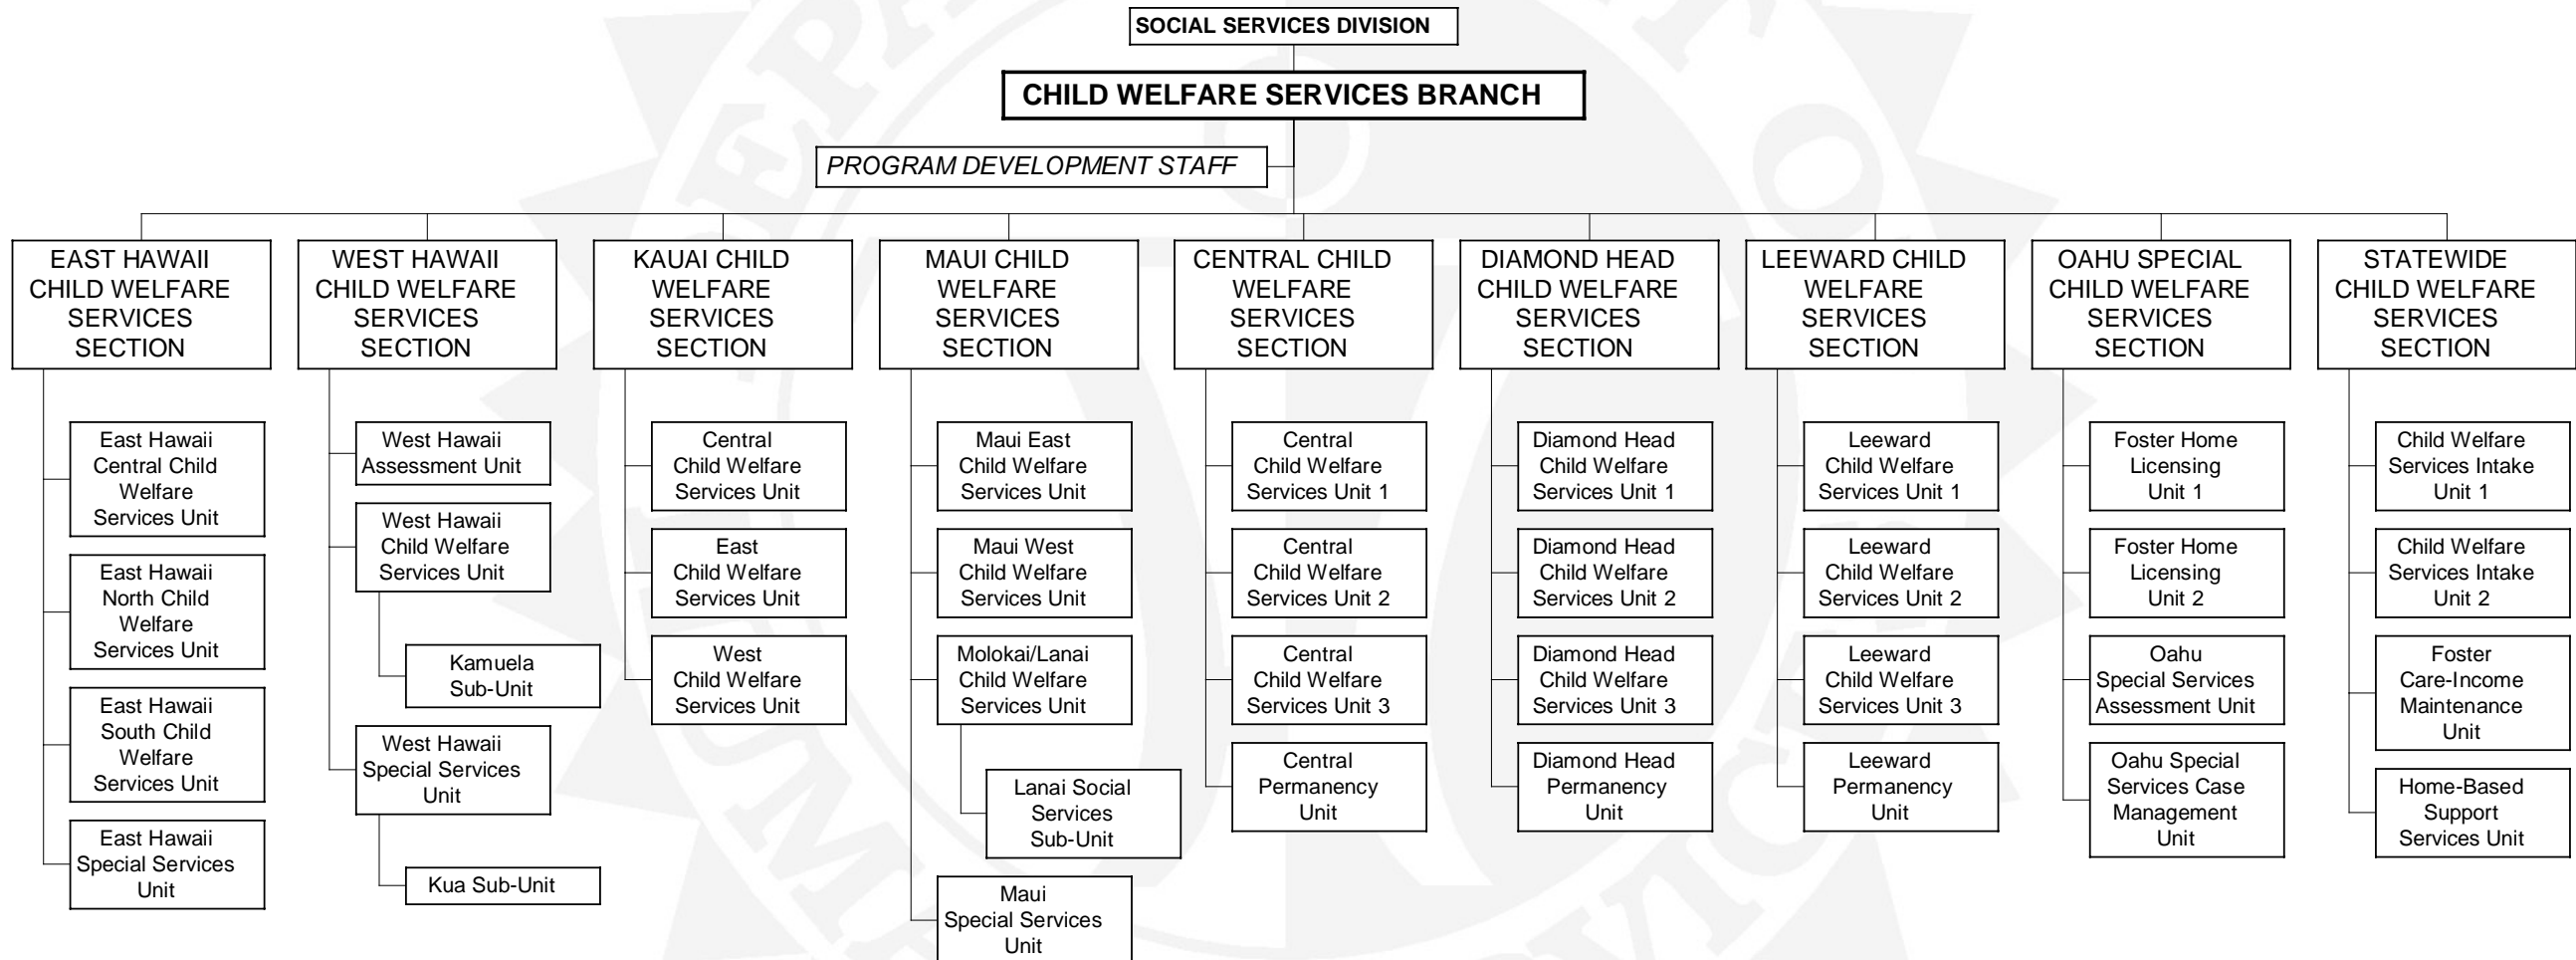 SOCIAL SERVICES DIVISION
CHILD WELFARE SERVICES BRANCH
PROGRAM DEVELOPMENT STAFF
EAST HAWAII
CHILD WELFARE
SERVICES
SECTION
WEST HAWAII
CHILD WELFARE
SERVICES
SECTION
KAUAI CHILD
WELFARE
SERVICES
SECTION
MAUI CHILD
WELFARE
SERVICES
SECTION
CENTRAL CHILD
WELFARE
SERVICES
SECTION
DIAMOND HEAD
CHILD WELFARE
SERVICES
SECTION
LEEWARD CHILD
WELFARE
SERVICES
SECTION
OAHU SPECIAL
CHILD WELFARE
SERVICES
SECTION
STATEWIDE
CHILD WELFARE
SERVICES
SECTION
East Hawaii
Central Child
Welfare
Services Unit
East Hawaii
North Child
Welfare
Services Unit
East Hawaii
South Child
Welfare
Services Unit
East Hawaii
Special Services
Unit
West Hawaii
Assessment Unit
West Hawaii
Child Welfare
Services Unit
Kamuela
Sub-Unit
West Hawaii
Special Services
Unit
Kua Sub-Unit
Central
Child Welfare
Services Unit
East
Child Welfare
Services Unit
West
Child Welfare
Services Unit
Maui East
Child Welfare
Services Unit
Maui West
Child Welfare
Services Unit
Molokai/Lanai
Child Welfare
Services Unit
Lanai Social
Services
Sub-Unit
Maui
Special Services
Unit
Central
Child Welfare
Services Unit 1
Central
Child Welfare
Services Unit 2
Central
Child Welfare
Services Unit 3
Central
Permanency
Unit
Diamond Head
Child Welfare
Services Unit 1
Diamond Head
Child Welfare
Services Unit 2
Diamond Head
Child Welfare
Services Unit 3
Diamond Head
Permanency
Unit
Leeward
Child Welfare
Services Unit 1
Leeward
Child Welfare
Services Unit 2
Leeward
Child Welfare
Services Unit 3
Leeward
Permanency
Unit
Foster Home
Licensing
Unit 1
Foster Home
Licensing
Unit 2
Oahu
Special Services
Assessment Unit
Oahu Special
Services Case
Management
Unit
Child Welfare
Services Intake
Unit 1
Child Welfare
Services Intake
Unit 2
Foster
Care-Income
Maintenance
Unit
Home-Based
Support
Services Unit